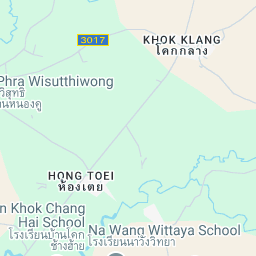 3017
KHOK KLANG
โคกกลาง
Phra Wisutthiwong
วิสุทธิ
านหนองคู
HONG TOEI
ห้องเตย
n Khok Chang
Hai School
โรงเรียนบ้านโคก
ช้างฮ้าย
Na Wang Wittaya School
โรงเรียนนาวังวิทยา